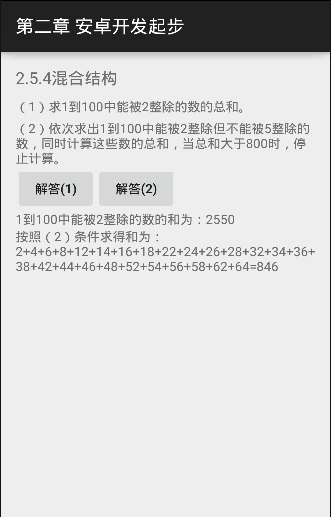 第二章 安卓开发起步
2.5.4混合结构
（1）求1到100中能被2整除的数的总和。
（2）依次求出1到100中能被2整除但不能被5整除的
数，同时计算这些数的总和，当总和大于800时，停
止计算。
解答(1) 解答(2)
1到100中能被2整除的数的和为：2550
按照（2）条件求得和为：
2+4+6+8+12+14+16+18+22+24+26+28+32+34+36+
38+42+44+46+48+52+54+56+58+62+64=846